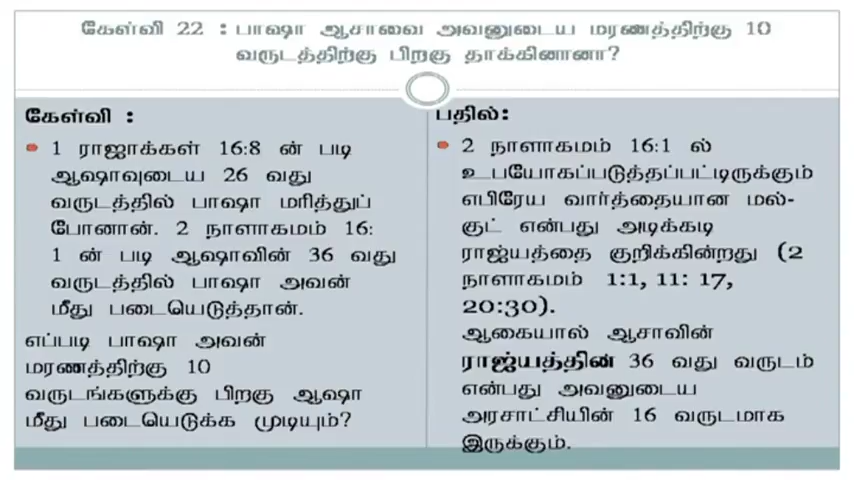 கேள்வி 22 : பாஷா ஆசாவை அவனுடைய மரணத்திற்கு 10
வருடத்திற்கு பிறகு தாக்கினானா?
கேள்வி :
1 ராஜாக்கள் 16:8 ன் படி
ஆஷாவுடைய 26 வது
வருடத்தில் பாஷா மரித்துப்
போனான். 2 நாளாகமம் 16:
1 ன் படி ஆஷாவின் 36 வது
வருடத்தில் பாஷா அவன்
மீது படையெடுத்தான்.
எப்படி பாஷா அவன்
மரணத்திற்கு 10
வருடங்களுக்கு பிறகு ஆஷா
மீது படையெடுக்க முடியும்?
பதில்:
2 நாளாகமம் 16:1 ல்
உபயோகப்படுத்தப்பட்டிருக்கும்
எபிரேய வார்த்தையான மல்-
குட் என்பது அடிக்கடி
ராஜ்யத்தை குறிக்கின்றது (2
நாளாகமம் 1:1, 11: 17,
20:30).
ஆகையால் ஆசாவின்
ராஜ்யத்தின் 36 வது வருடம்
என்பது அவனுடைய
அரசாட்சியின் 16 வருடமாக
இருக்கும்.